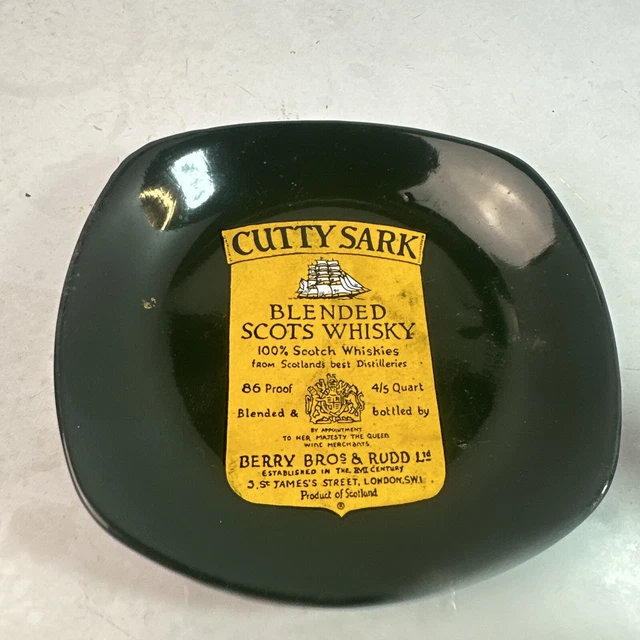 CUTTY SARK
BLENDED
SCOTS WHISKY
100% Scotch Whiskies
from Scotland's best Distilleries
86 Proof 4/5 Quart
Blended & bottled by
BY APPOINTMENT
TO HER MAJESTY THE QUEEN
WINE MERCHANTS
BERRY BROS & RUDD Ltd
ESTABLISHED IN THE XVII CENTURY
3, St JAMES'S STREET, LONDON, S.W.1.
Product of Scotland
®